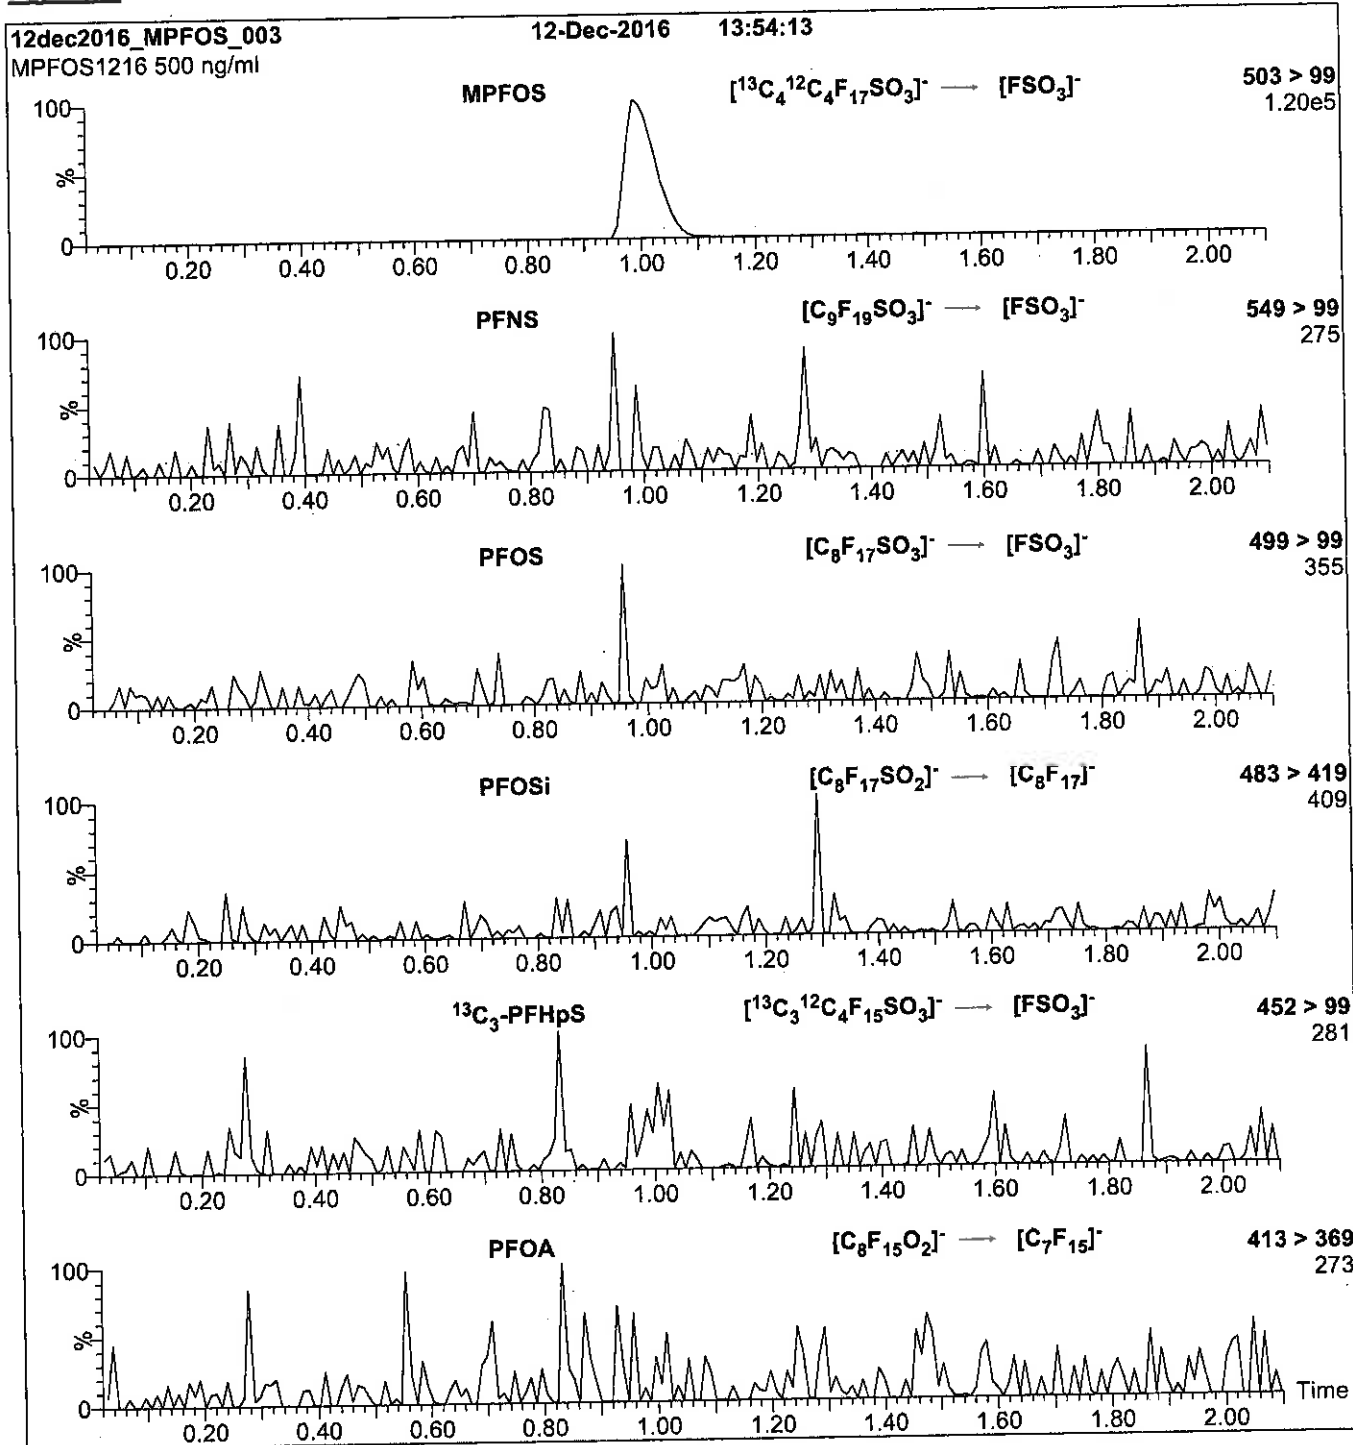 12dec2016_MPFOS_003 12-Dec-2016 13:54:13
MPFOS1216 500 ng/ml
MPFOS [¹³C₄¹²C₄F₁₇SO₃]⁻ → [FSO₃]⁻ 503 > 99
1.20e5
100
%
0
0.20 0.40 0.60 0.80 1.00 1.20 1.40 1.60 1.80 2.00
PFNS [C₉F₁₉SO₃]⁻ → [FSO₃]⁻ 549 > 99
275
100
%
0
0.20 0.40 0.60 0.80 1.00 1.20 1.40 1.60 1.80 2.00
PFOS [C₈F₁₇SO₃]⁻ → [FSO₃]⁻ 499 > 99
355
100
%
0
0.20 0.40 0.60 0.80 1.00 1.20 1.40 1.60 1.80 2.00
PFOSi [C₈F₁₇SO₂]⁻ → [C₈F₁₇]⁻ 483 > 419
409
100
%
0
0.20 0.40 0.60 0.80 1.00 1.20 1.40 1.60 1.80 2.00
¹³C₃-PFHpS [¹³C₃¹²C₄F₁₅SO₃]⁻ → [FSO₃]⁻ 452 > 99
281
100
%
0
0.20 0.40 0.60 0.80 1.00 1.20 1.40 1.60 1.80 2.00
PFOA [C₈F₁₅O₂]⁻ → [C₇F₁₅]⁻ 413 > 369
273
100
%
0
Time
0.20 0.40 0.60 0.80 1.00 1.20 1.40 1.60 1.80 2.00